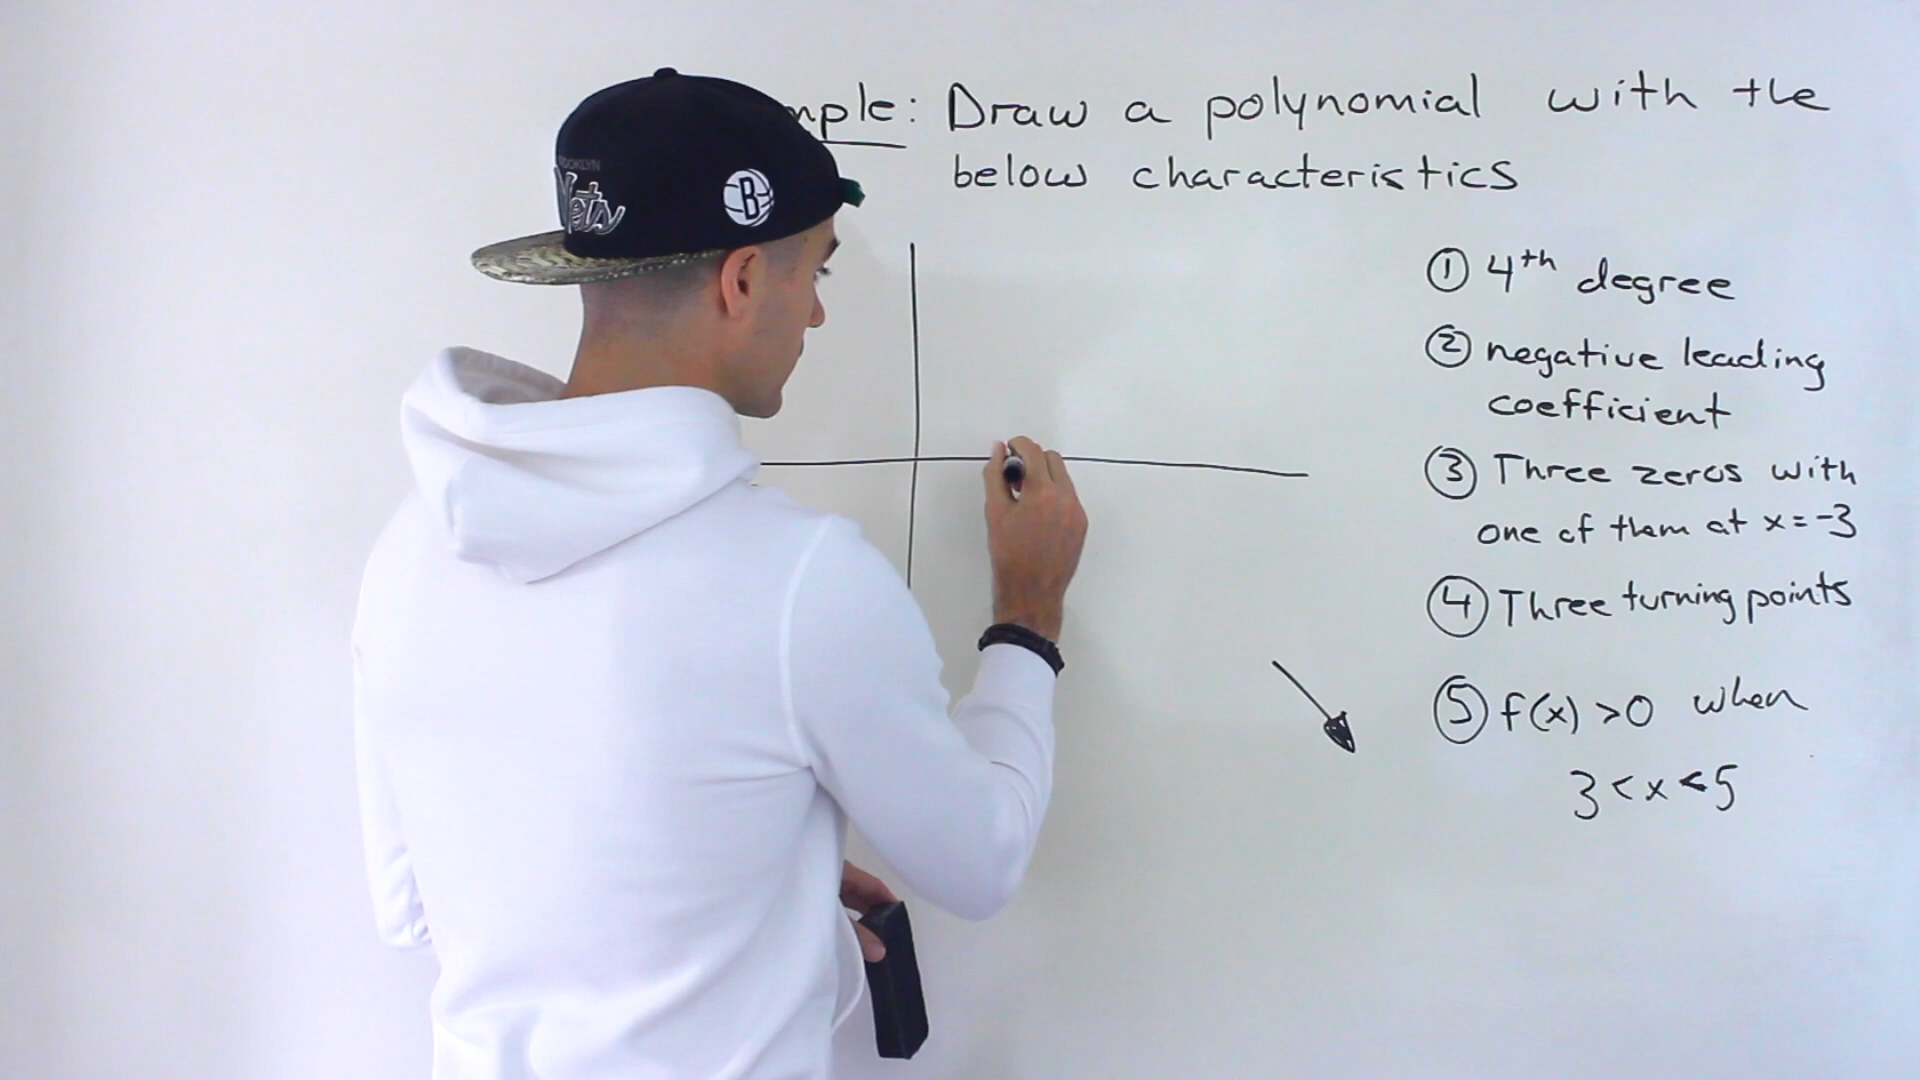 mple: Draw a polynomial with the
below characteristics
① 4th degree
② negative leading
coefficient
③ Three zeros with
one of them at x=-3
④ Three turning points
⑤ f(x) >0 when
3<x<5
ROOKLYN
Nets
B